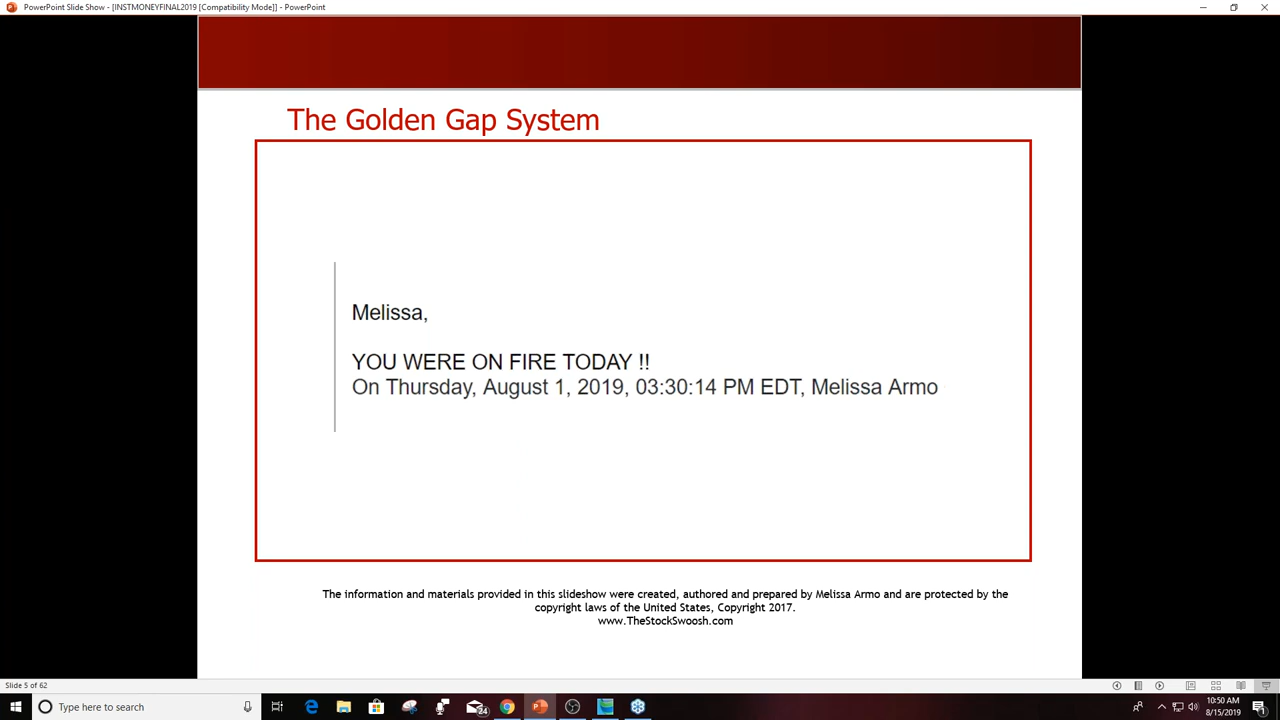 PowerPoint Slide Show - [INSTMONEYFINAL2019 [Compatibility Mode]] - PowerPoint
The Golden Gap System
Melissa,
YOU WERE ON FIRE TODAY !!
On Thursday, August 1, 2019, 03:30:14 PM EDT, Melissa Armo
The information and materials provided in this slideshow were created, authored and prepared by Melissa Armo and are protected by the
copyright laws of the United States, Copyright 2017.
www.TheStockSwoosh.com
Slide 5 of 62
Type here to search
24
10:50 AM
8/15/2019
1